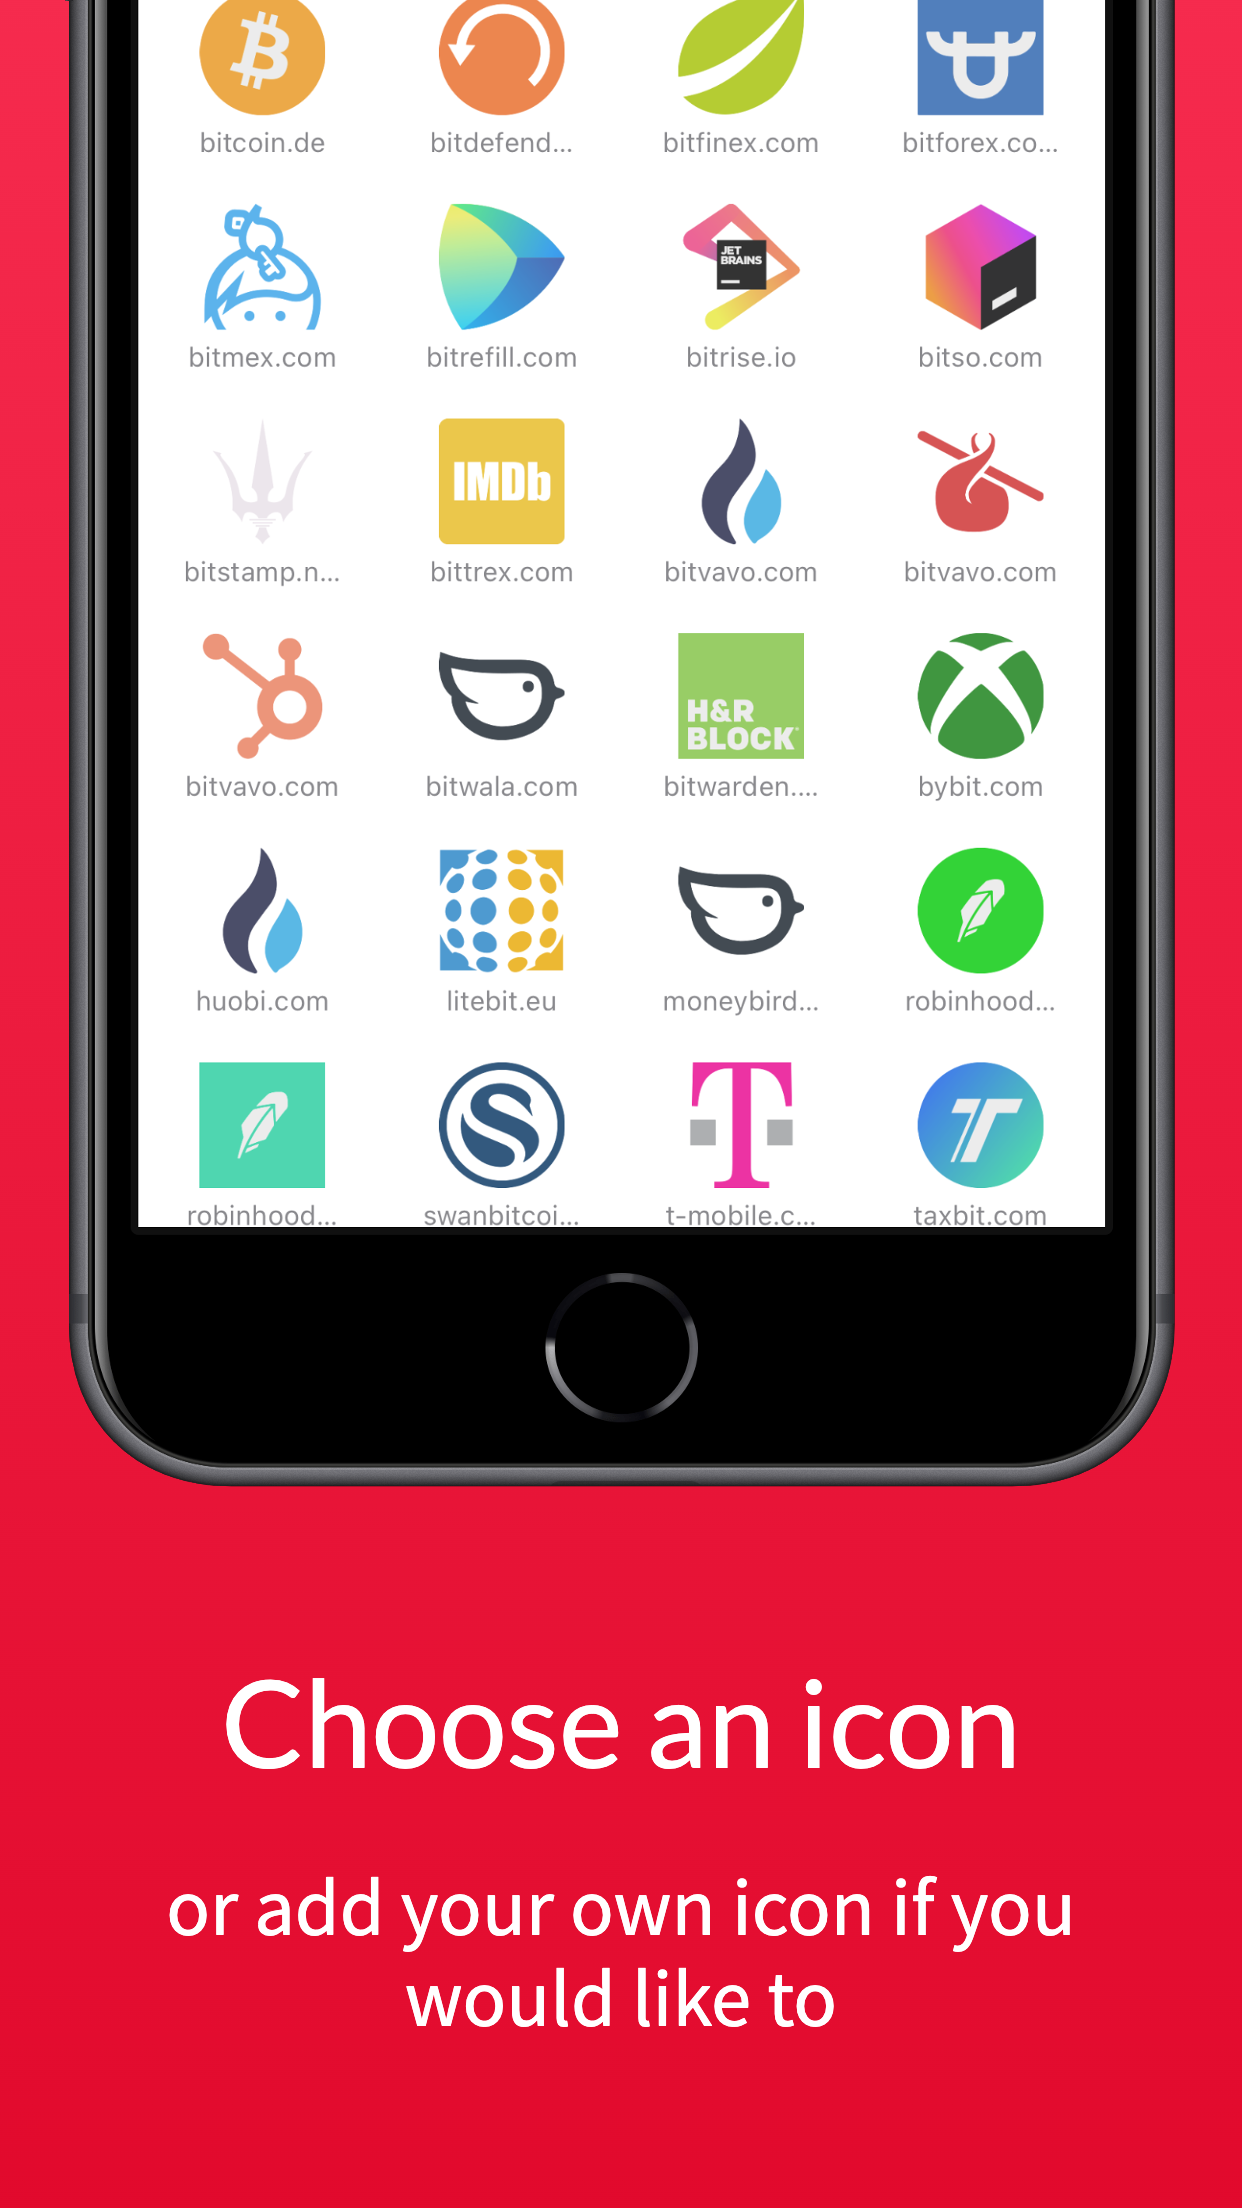 bitcoin.de
bitdefend...
bitfinex.com
bitforex.co...
JET
BRAINS
bitmex.com
bitrefill.com
bitrise.io
bitso.com
IMDb
bitstamp.n...
bittrex.com
bitvavo.com
bitvavo.com
H&R
BLOCK
bitvavo.com
bitwala.com
bitwarden....
bybit.com
huobi.com
litebit.eu
moneybird...
robinhood...
T
robinhood...
swanbitcoi...
t-mobile.c...
taxbit.com
Choose an icon
or add your own icon if you
would like to